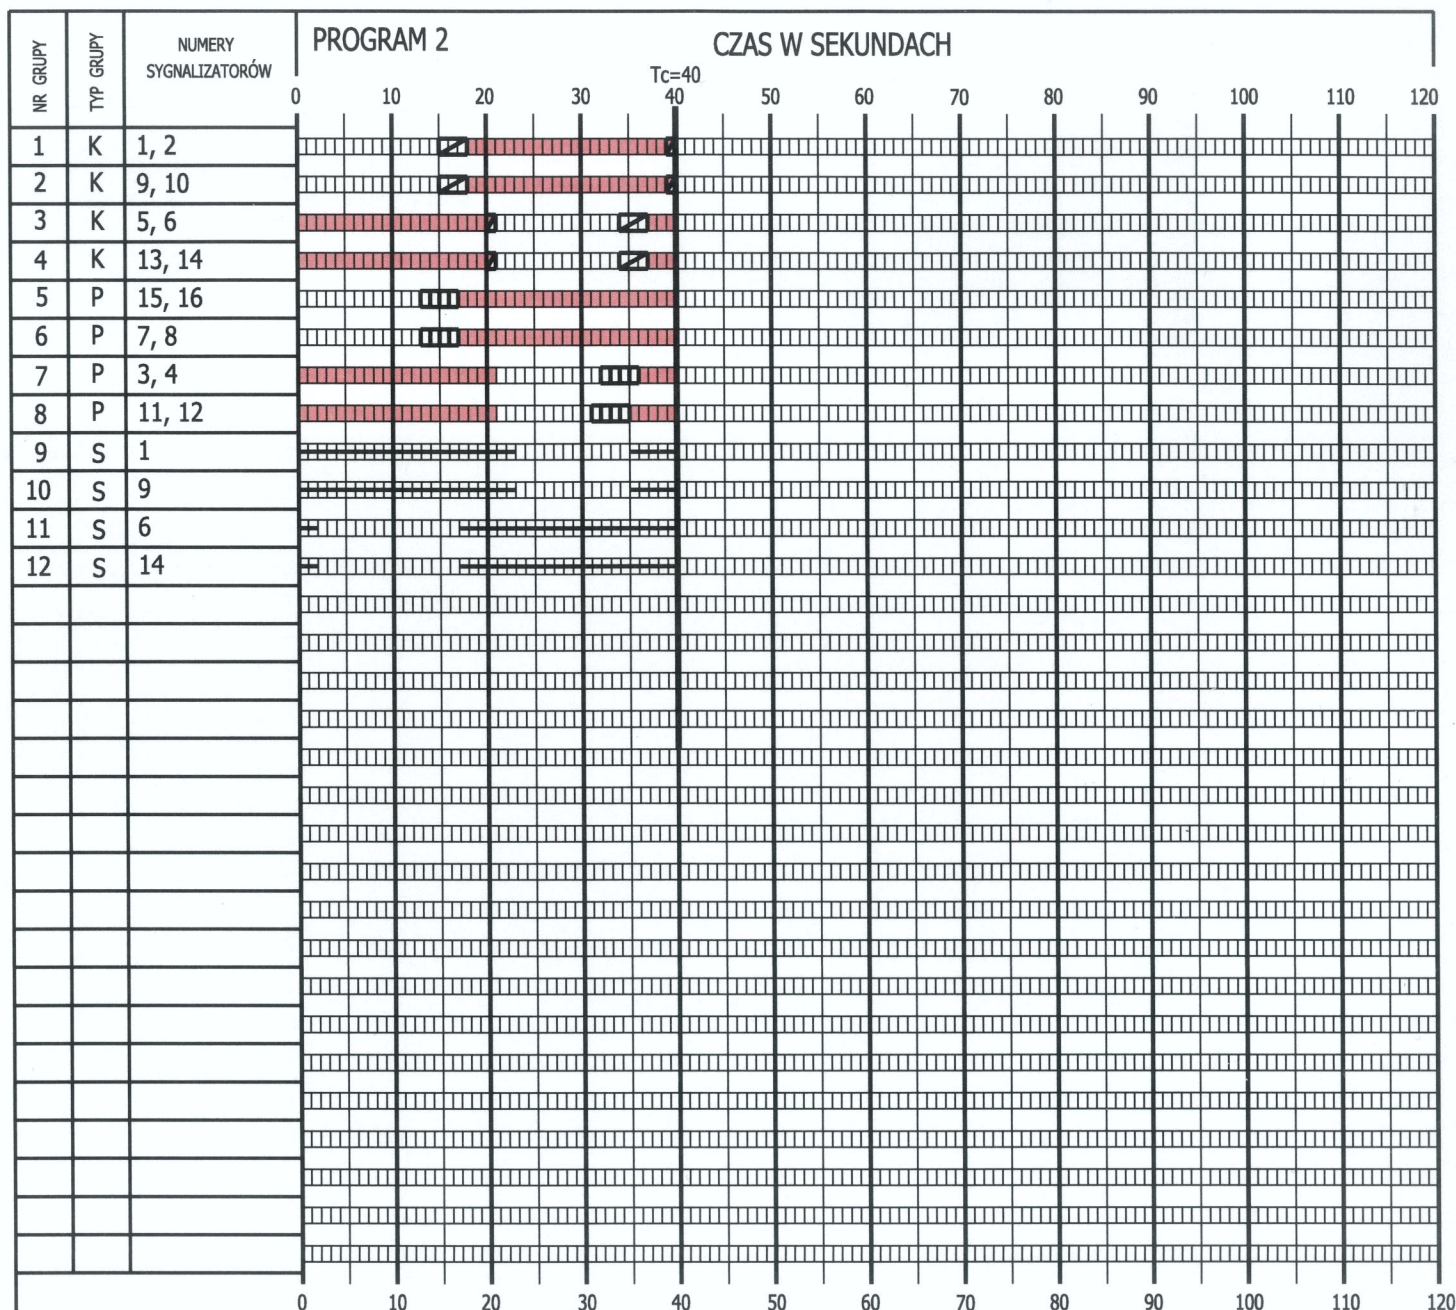 NR GRUPY
TYP GRUPY
NUMERY
SYGNALIZATORÓW
PROGRAM 2
CZAS W SEKUNDACH
Tc=40
0 10 20 30 40 50 60 70 80 90 100 110 120
1 K 1, 2
2 K 9, 10
3 K 5, 6
4 K 13, 14
5 P 15, 16
6 P 7, 8
7 P 3, 4
8 P 11, 12
9 S 1
10 S 9
11 S 6
12 S 14
0 10 20 30 40 50 60 70 80 90 100 110 120